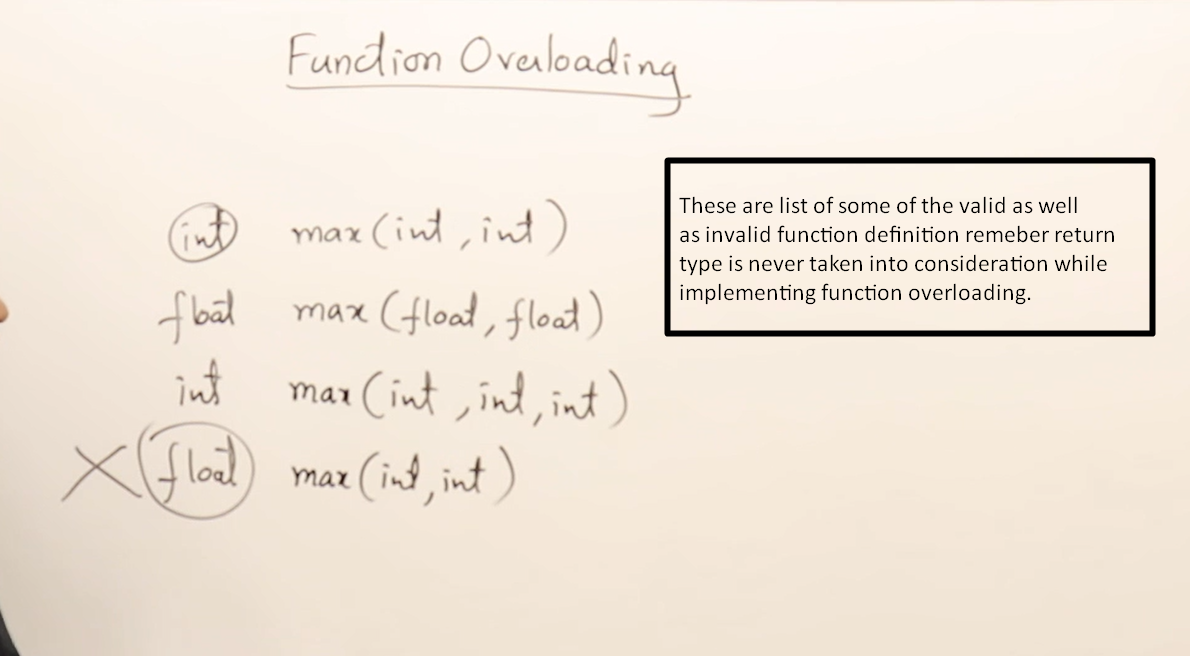 Function Overloading
int max(int, int)
float max(float, float)
int max(int, int, int)
X float max(int, int)
These are list of some of the valid as well
as invalid function definition remeber return
type is never taken into consideration while
implementing function overloading.